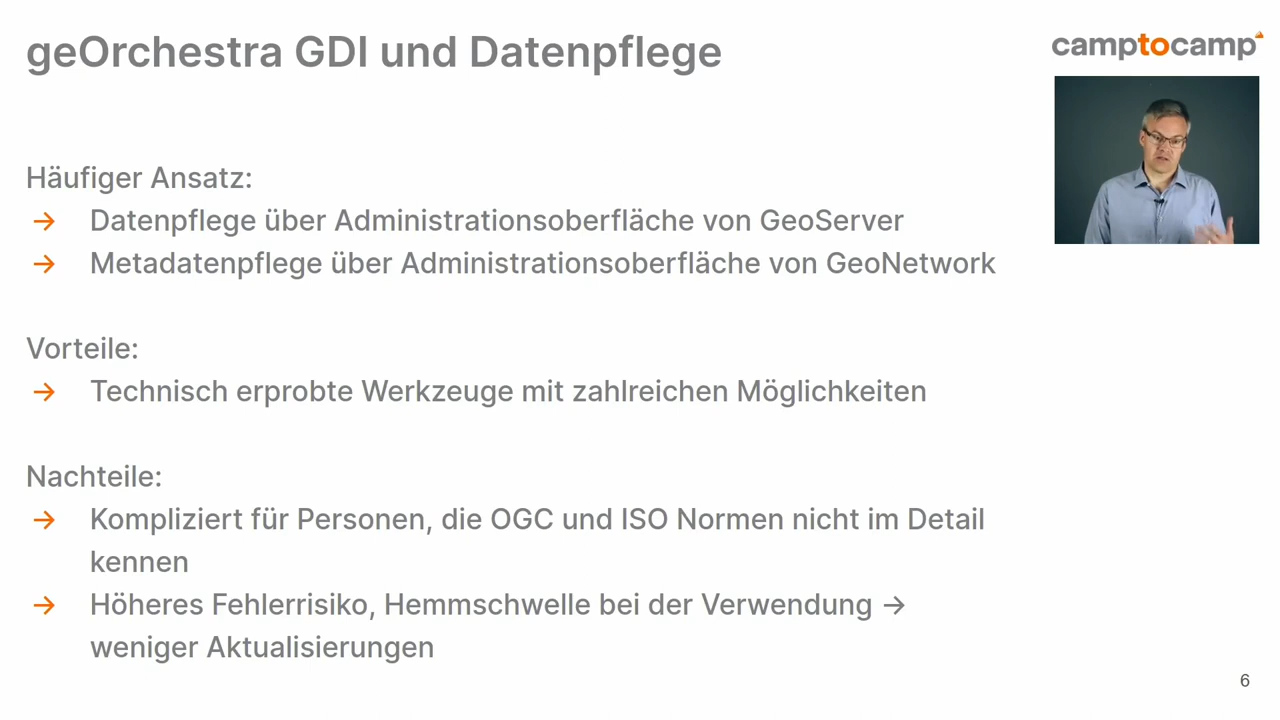 geOrchestra GDI und Datenpflege
camptocamp
Häufiger Ansatz:
→ Datenpflege über Administrationsoberfläche von GeoServer
→ Metadatenpflege über Administrationsoberfläche von GeoNetwork
Vorteile:
→ Technisch erprobte Werkzeuge mit zahlreichen Möglichkeiten
Nachteile:
→ Kompliziert für Personen, die OGC und ISO Normen nicht im Detail
kennen
→ Höheres Fehlerrisiko, Hemmschwelle bei der Verwendung →
weniger Aktualisierungen
6